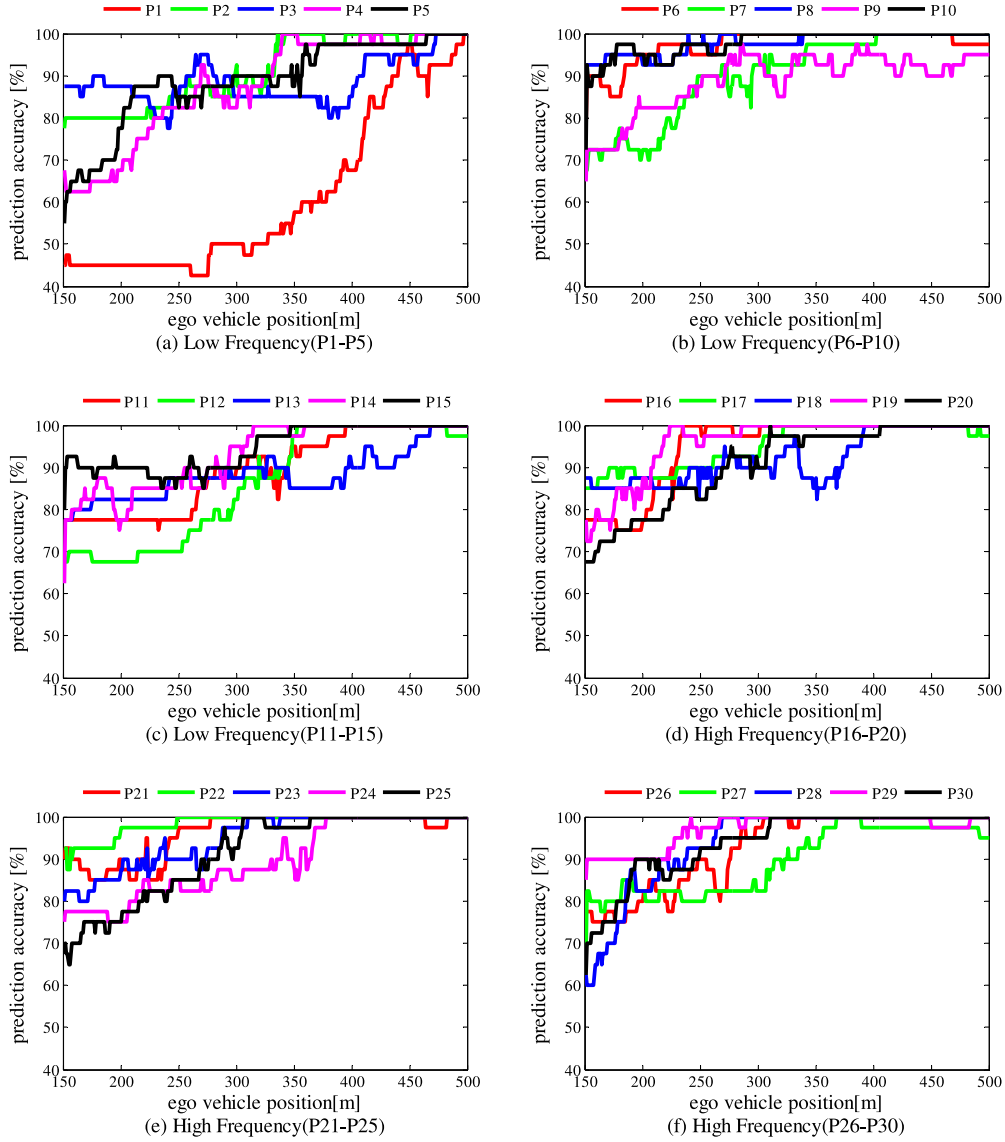 P1 P2 P3 P4 P5
100
90
80
70
60
50
40
prediction accuracy [%]
150 200 250 300 350 400 450 500
ego vehicle position[m]
(a) Low Frequency(P1-P5)
P6 P7 P8 P9 P10
100
90
80
70
60
50
40
prediction accuracy [%]
150 200 250 300 350 400 450 500
ego vehicle position[m]
(b) Low Frequency(P6-P10)
P11 P12 P13 P14 P15
100
90
80
70
60
50
40
prediction accuracy [%]
150 200 250 300 350 400 450 500
ego vehicle position[m]
(c) Low Frequency(P11-P15)
P16 P17 P18 P19 P20
100
90
80
70
60
50
40
prediction accuracy [%]
150 200 250 300 350 400 450 500
ego vehicle position[m]
(d) High Frequency(P16-P20)
P21 P22 P23 P24 P25
100
90
80
70
60
50
40
prediction accuracy [%]
150 200 250 300 350 400 450 500
ego vehicle position[m]
(e) High Frequency(P21-P25)
P26 P27 P28 P29 P30
100
90
80
70
60
50
40
prediction accuracy [%]
150 200 250 300 350 400 450 500
ego vehicle position[m]
(f) High Frequency(P26-P30)